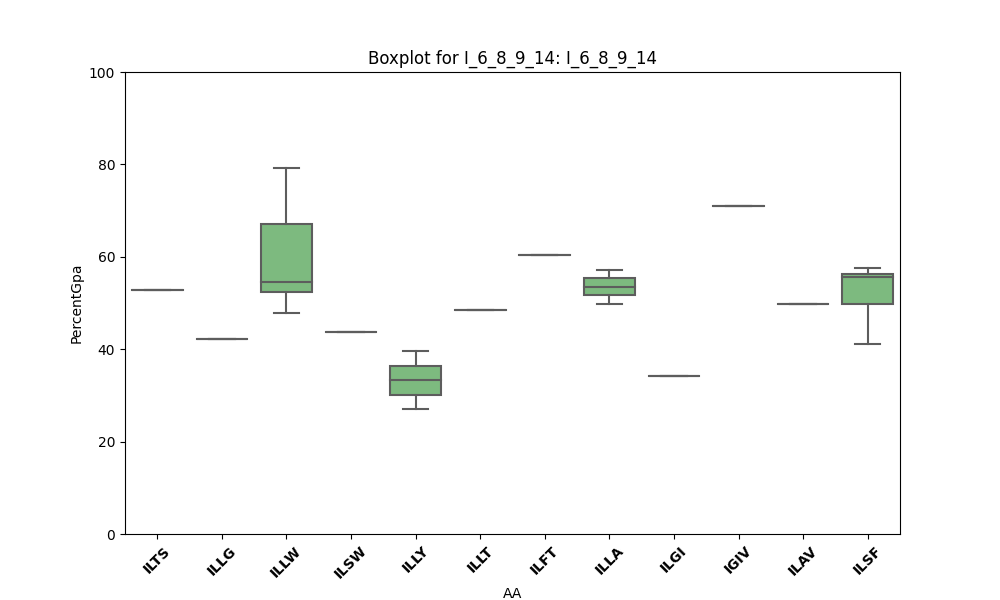 Boxplot for I_6_8_9_14: I_6_8_9_14
100
80
60
40
20
0
PercentGpa
ILTS
ILLG
ILLW
ILSW
ILLY
ILLT
ILFT
ILLA
ILGI
IGIV
ILAV
ILSF
AA